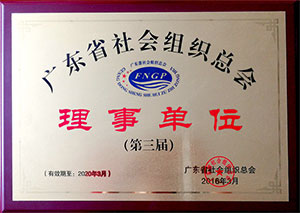 广东省社会组织总会
FNGP
理事单位
(第三届)
(有效期至：2020年3月)
广东省社会组织总会
2016年3月